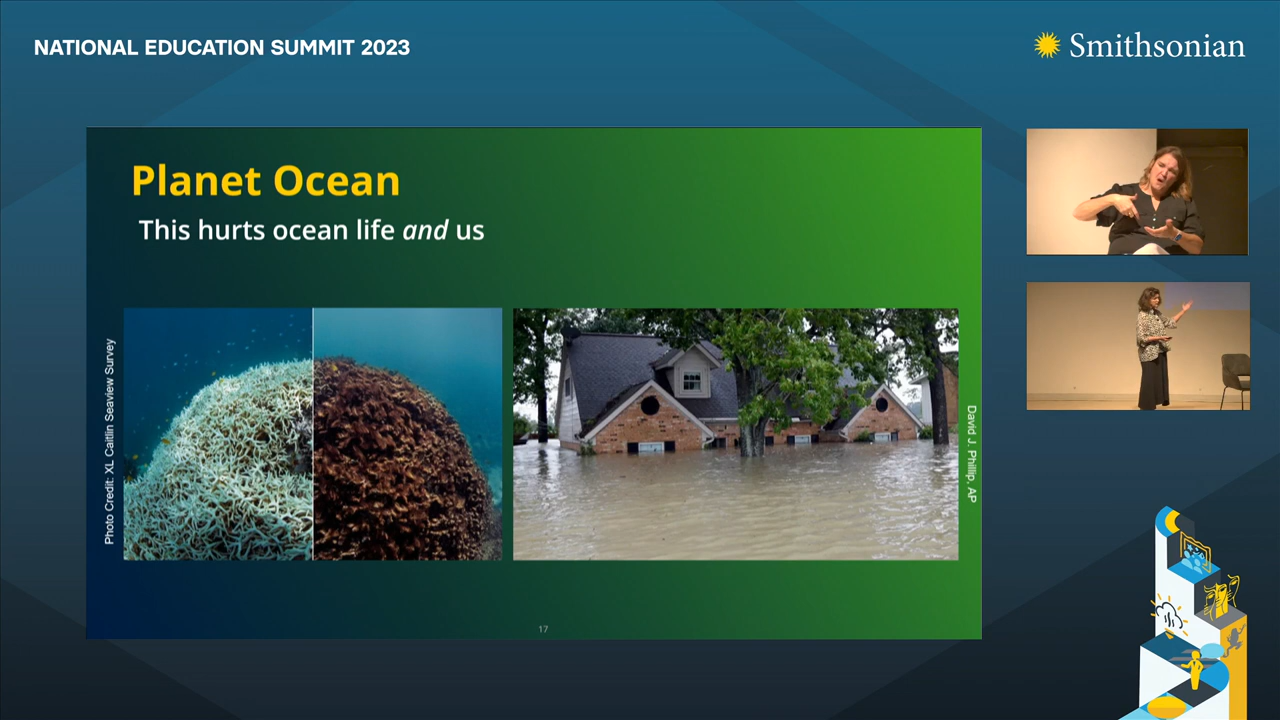 NATIONAL EDUCATION SUMMIT 2023
Smithsonian
Planet Ocean
This hurts ocean life and us
Photo Credit: XL Caitlin Seaview Survey
David J. Phillip, AP
17